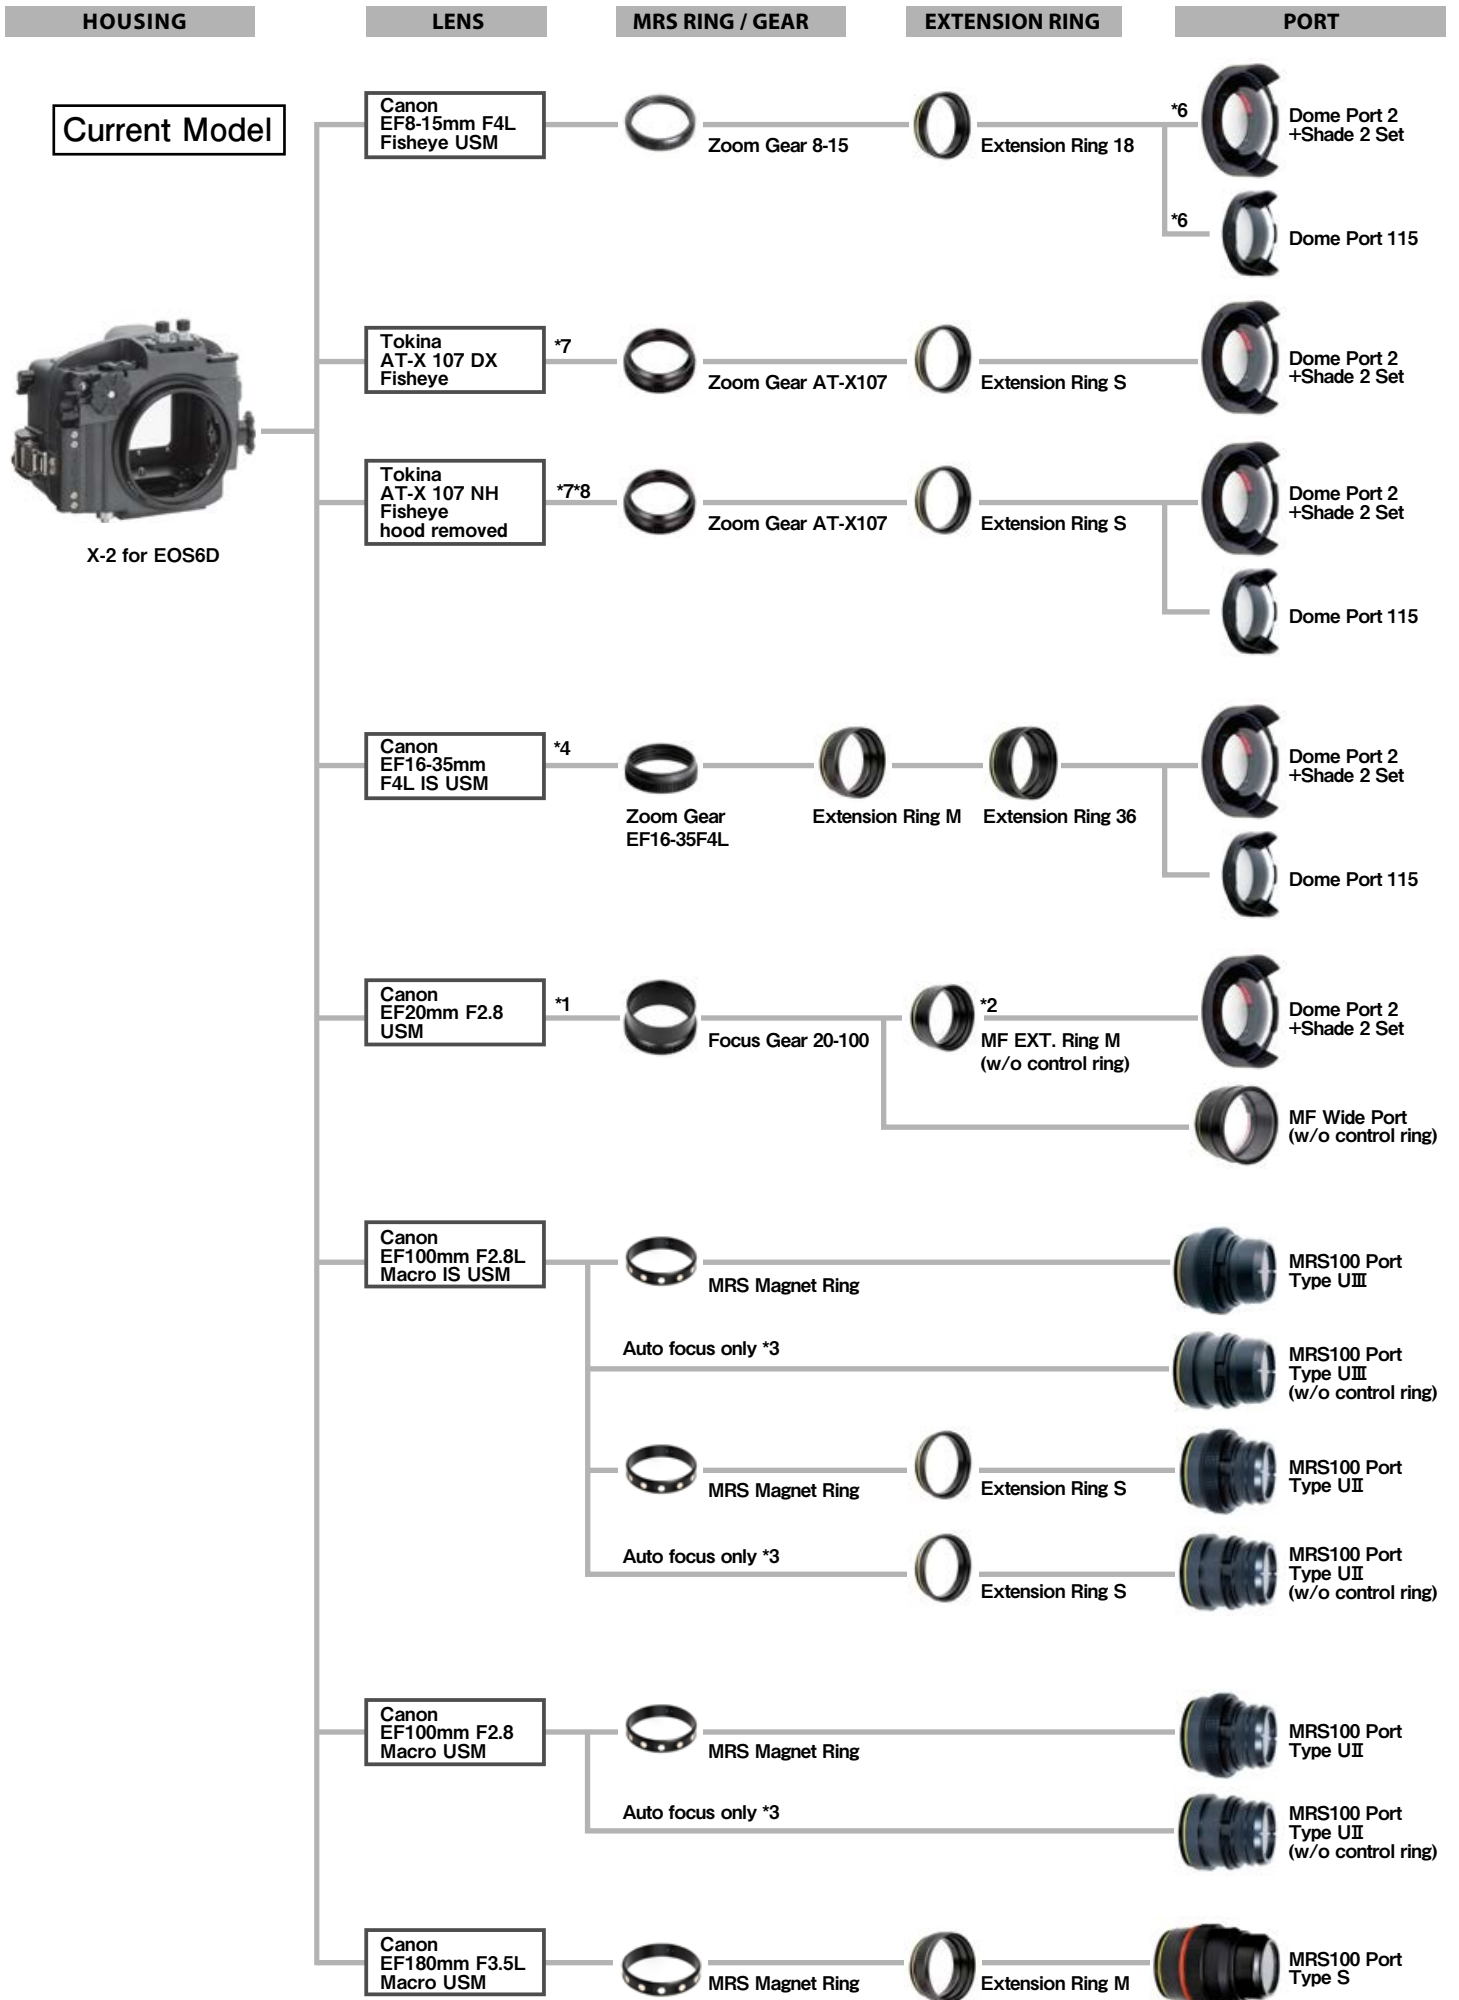 HOUSING
LENS
MRS RING / GEAR
EXTENSION RING
PORT
Current Model
X-2 for EOS6D
Canon
EF8-15mm F4L
Fisheye USM
Zoom Gear 8-15
Extension Ring 18
*6
Dome Port 2
+Shade 2 Set
*6
Dome Port 115
Tokina
AT-X 107 DX
Fisheye
*7
Zoom Gear AT-X107
Extension Ring S
Dome Port 2
+Shade 2 Set
Tokina
AT-X 107 NH
Fisheye
hood removed
*7*8
Zoom Gear AT-X107
Extension Ring S
Dome Port 2
+Shade 2 Set
Dome Port 115
Canon
EF16-35mm
F4L IS USM
*4
Zoom Gear
EF16-35F4L
Extension Ring M
Extension Ring 36
Dome Port 2
+Shade 2 Set
Dome Port 115
Canon
EF20mm F2.8
USM
*1
Focus Gear 20-100
*2
MF EXT. Ring M
(w/o control ring)
Dome Port 2
+Shade 2 Set
MF Wide Port
(w/o control ring)
Canon
EF100mm F2.8L
Macro IS USM
MRS Magnet Ring
MRS100 Port
Type UⅢ
Auto focus only *3
MRS100 Port
Type UⅢ
(w/o control ring)
MRS Magnet Ring
Extension Ring S
MRS100 Port
Type UⅡ
Auto focus only *3
Extension Ring S
MRS100 Port
Type UⅡ
(w/o control ring)
Canon
EF100mm F2.8
Macro USM
MRS Magnet Ring
MRS100 Port
Type UⅡ
Auto focus only *3
MRS100 Port
Type UⅡ
(w/o control ring)
Canon
EF180mm F3.5L
Macro USM
MRS Magnet Ring
Extension Ring M
MRS100 Port
Type S